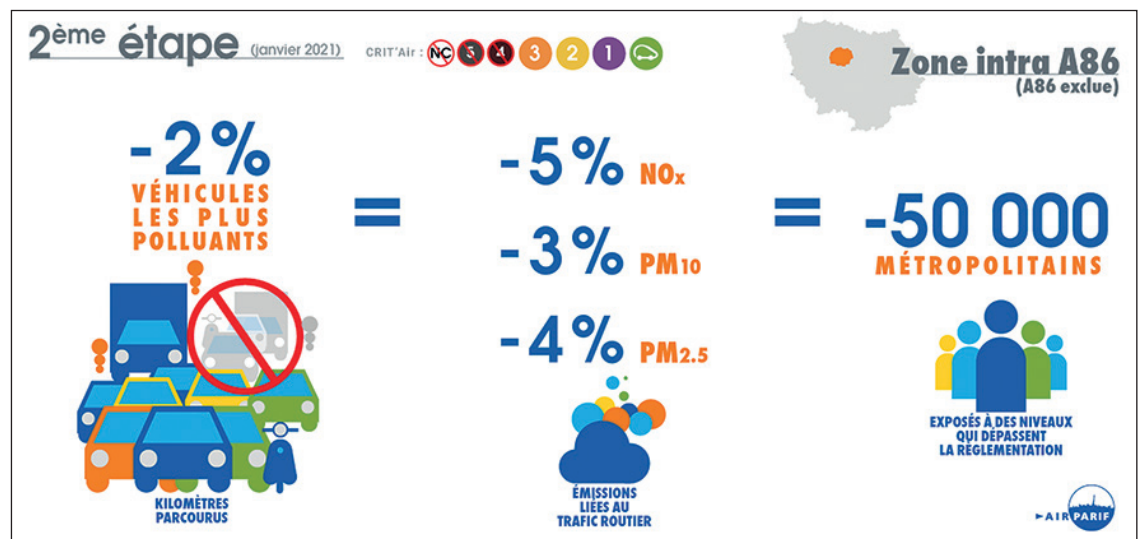 2ème étape (janvier 2021) CRIT'Air : NC 5 4 3 2 1
Zone intra A86
(A86 exclue)
-2%
VÉHICULES
LES PLUS
POLLUANTS
KILOMÈTRES
PARCOURUS
=
-5% NOx
-3% PM10
-4% PM2.5
ÉMISSIONS
LIÉES AU
TRAFIC ROUTIER
=
-50 000
MÉTROPOLITAINS
EXPOSÉS À DES NIVEAUX
QUI DÉPASSENT
LA RÉGLEMENTATION
AIRPARIF